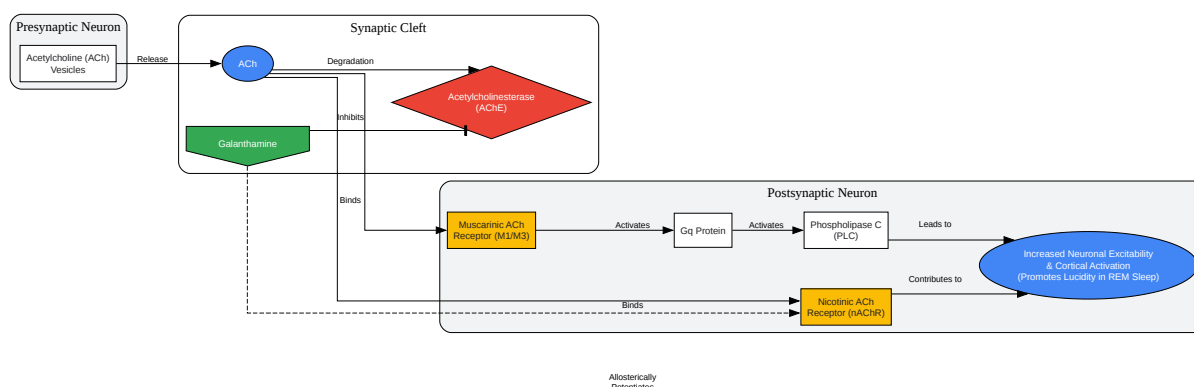 Presynaptic Neuron
Acetylcholine (ACh)
Vesicles
Release
Synaptic Cleft
ACh
Degradation
Acetylcholinesterase
(AChE)
Inhibits
Galanthamine
Binds
Postsynaptic Neuron
Muscarinic ACh
Receptor (M1/M3)
Activates
Gq Protein
Activates
Phospholipase C
(PLC)
Leads to
Increased Neuronal Excitability
& Cortical Activation
(Promotes Lucidity in REM Sleep)
Contributes to
Binds
Nicotinic ACh
Receptor (nAChR)
Allosterically
Potentiates